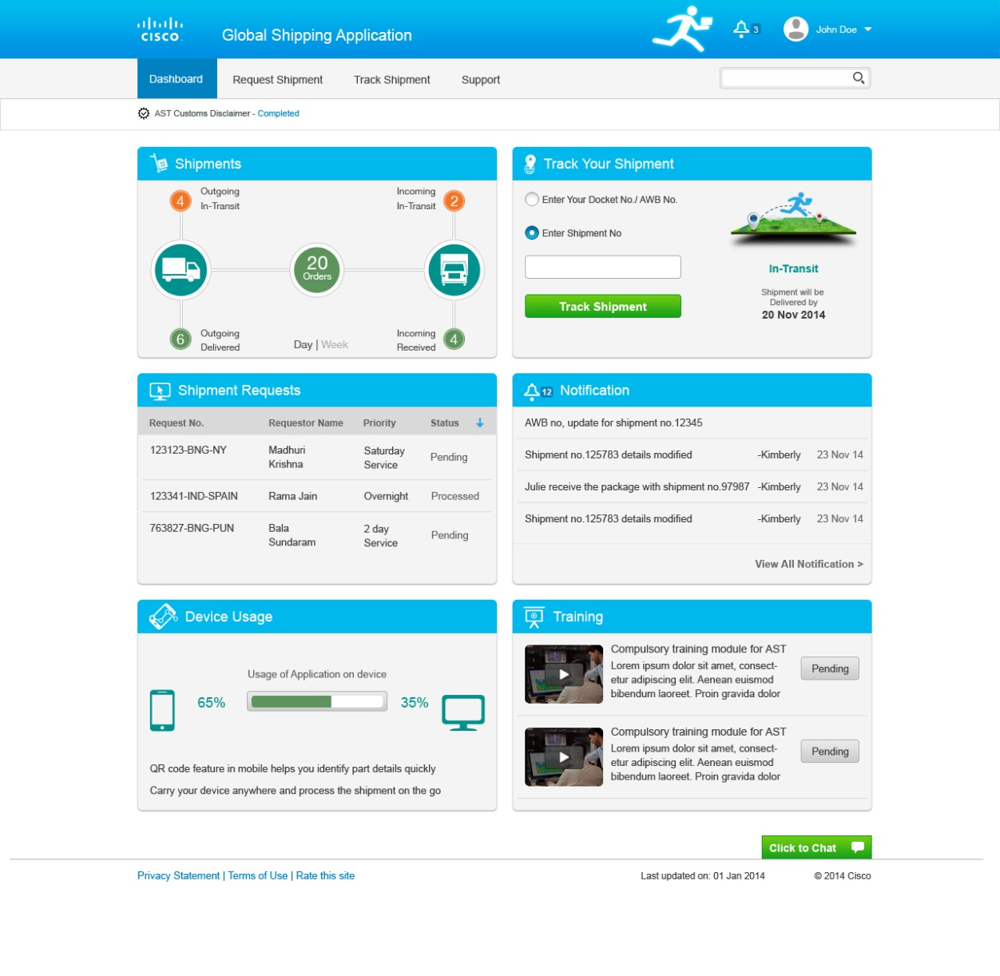 CISCO
Global Shipping Application
3
John Doe
Dashboard
Request Shipment
Track Shipment
Support
AST Customs Disclaimer - Completed
Shipments
4
Outgoing
In-Transit
Incoming
In-Transit
2
20
Orders
6
Outgoing
Delivered
Day | Week
Incoming
Received
4
Track Your Shipment
Enter Your Docket No./ AWB No.
Enter Shipment No
Track Shipment
In-Transit
Shipment will be
Delivered by
20 Nov 2014
Shipment Requests
Request No. Requestor Name Priority Status
123123-BNG-NY Madhuri Krishna Saturday Service Pending
123341-IND-SPAIN Rama Jain Overnight Processed
763827-BNG-PUN Bala Sundaram 2 day Service Pending
12 Notification
AWB no, update for shipment no.12345
Shipment no.125783 details modified -Kimberly 23 Nov 14
Julie receive the package with shipment no.97987 -Kimberly 23 Nov 14
Shipment no.125783 details modified -Kimberly 23 Nov 14
View All Notification >
Device Usage
Usage of Application on device
65%
35%
QR code feature in mobile helps you identify part details quickly
Carry your device anywhere and process the shipment on the go
Training
Compulsory training module for AST
Lorem ipsum dolor sit amet, consect-
etur adipiscing elit. Aenean euismod
bibendum laoreet. Proin gravida dolor
Pending
Compulsory training module for AST
Lorem ipsum dolor sit amet, consect-
etur adipiscing elit. Aenean euismod
bibendum laoreet. Proin gravida dolor
Pending
Click to Chat
Privacy Statement | Terms of Use | Rate this site
Last updated on: 01 Jan 2014
© 2014 Cisco